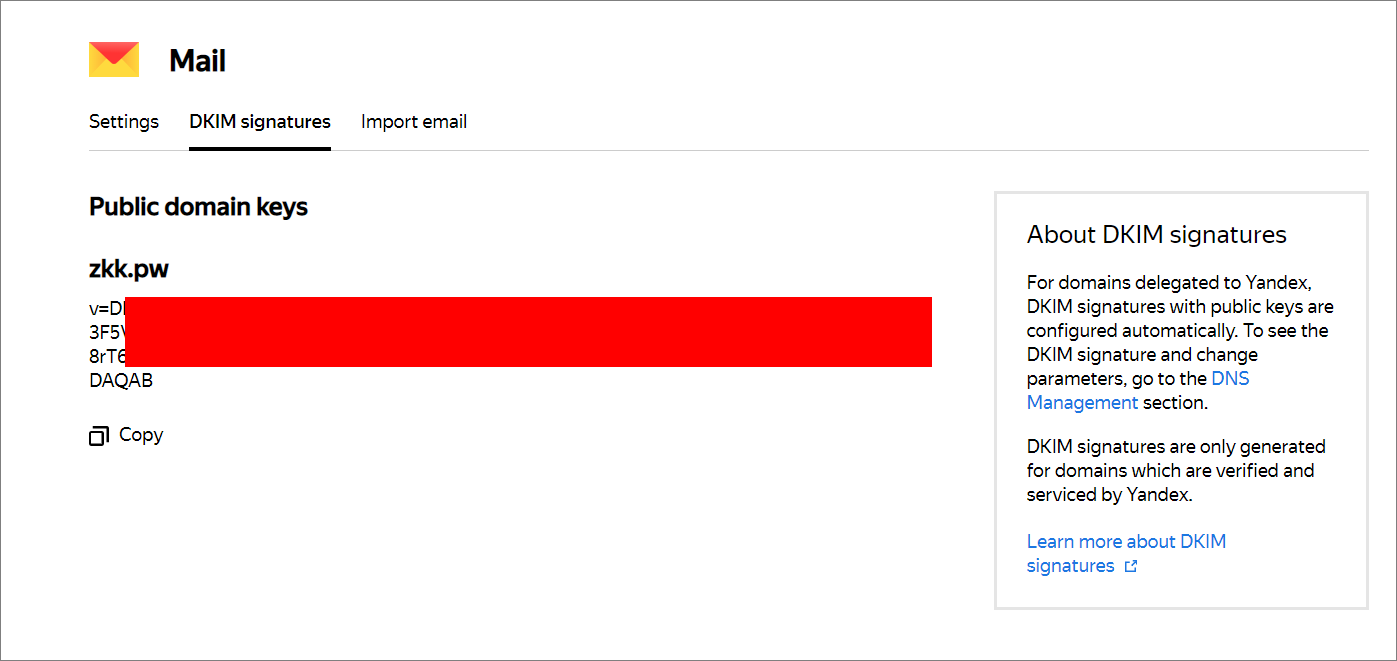 Mail
Settings DKIM signatures Import email
Public domain keys
zkk.pw
v=D
3F5
8rT6
DAQAB
Copy
About DKIM signatures
For domains delegated to Yandex,
DKIM signatures with public keys are
configured automatically. To see the
DKIM signature and change
parameters, go to the DNS
Management section.
DKIM signatures are only generated
for domains which are verified and
serviced by Yandex.
Learn more about DKIM
signatures